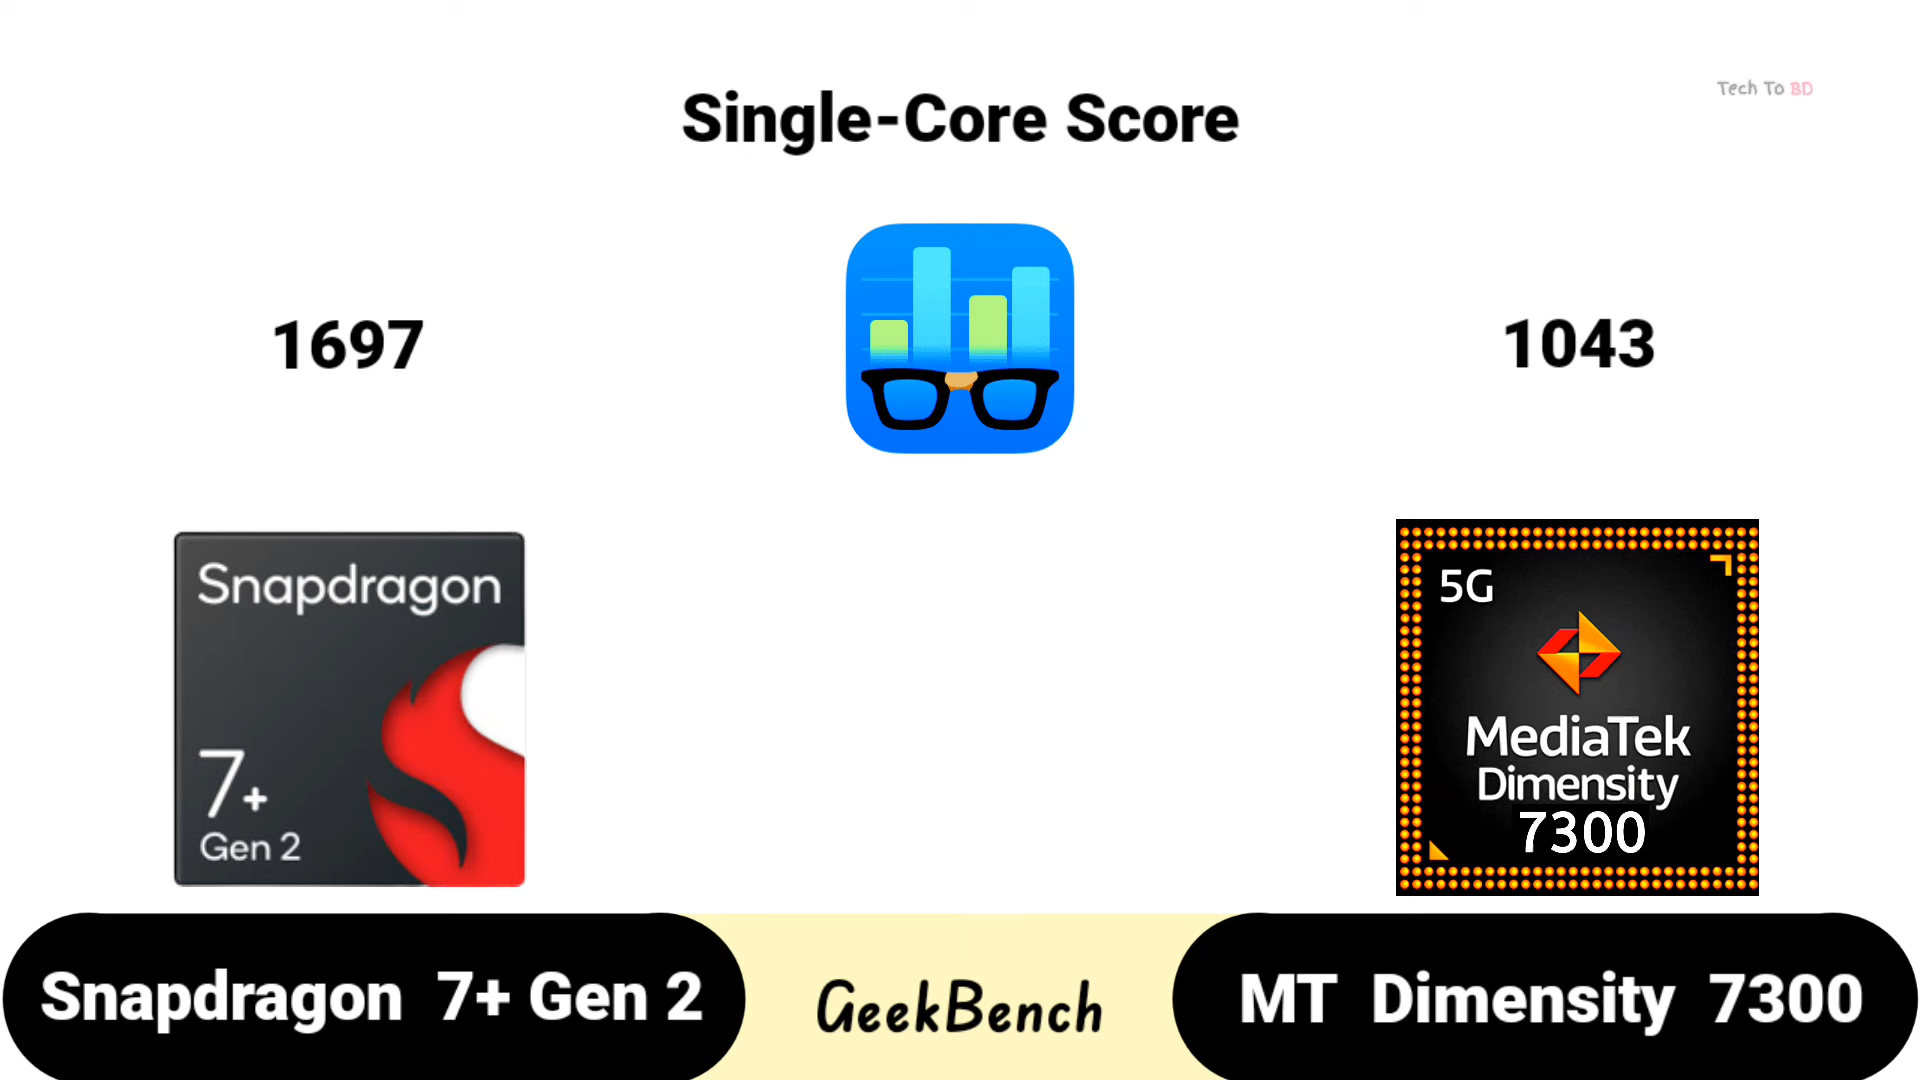 Tech To BD
Single-Core Score
1697
1043
Snapdragon
7+
Gen 2
5G
MediaTek
Dimensity
7300
Snapdragon 7+ Gen 2
GeekBench
MT Dimensity 7300